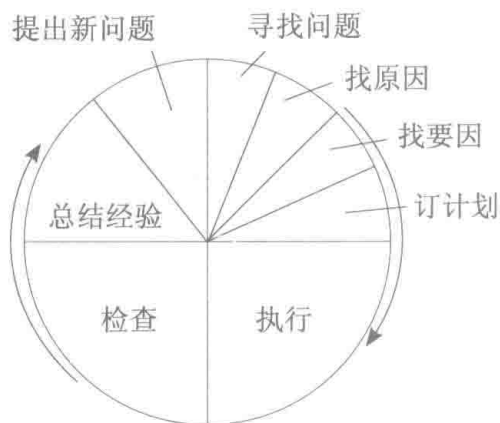 提出新问题
寻找问题
找原因
找要因
订计划
总结经验
检查
执行